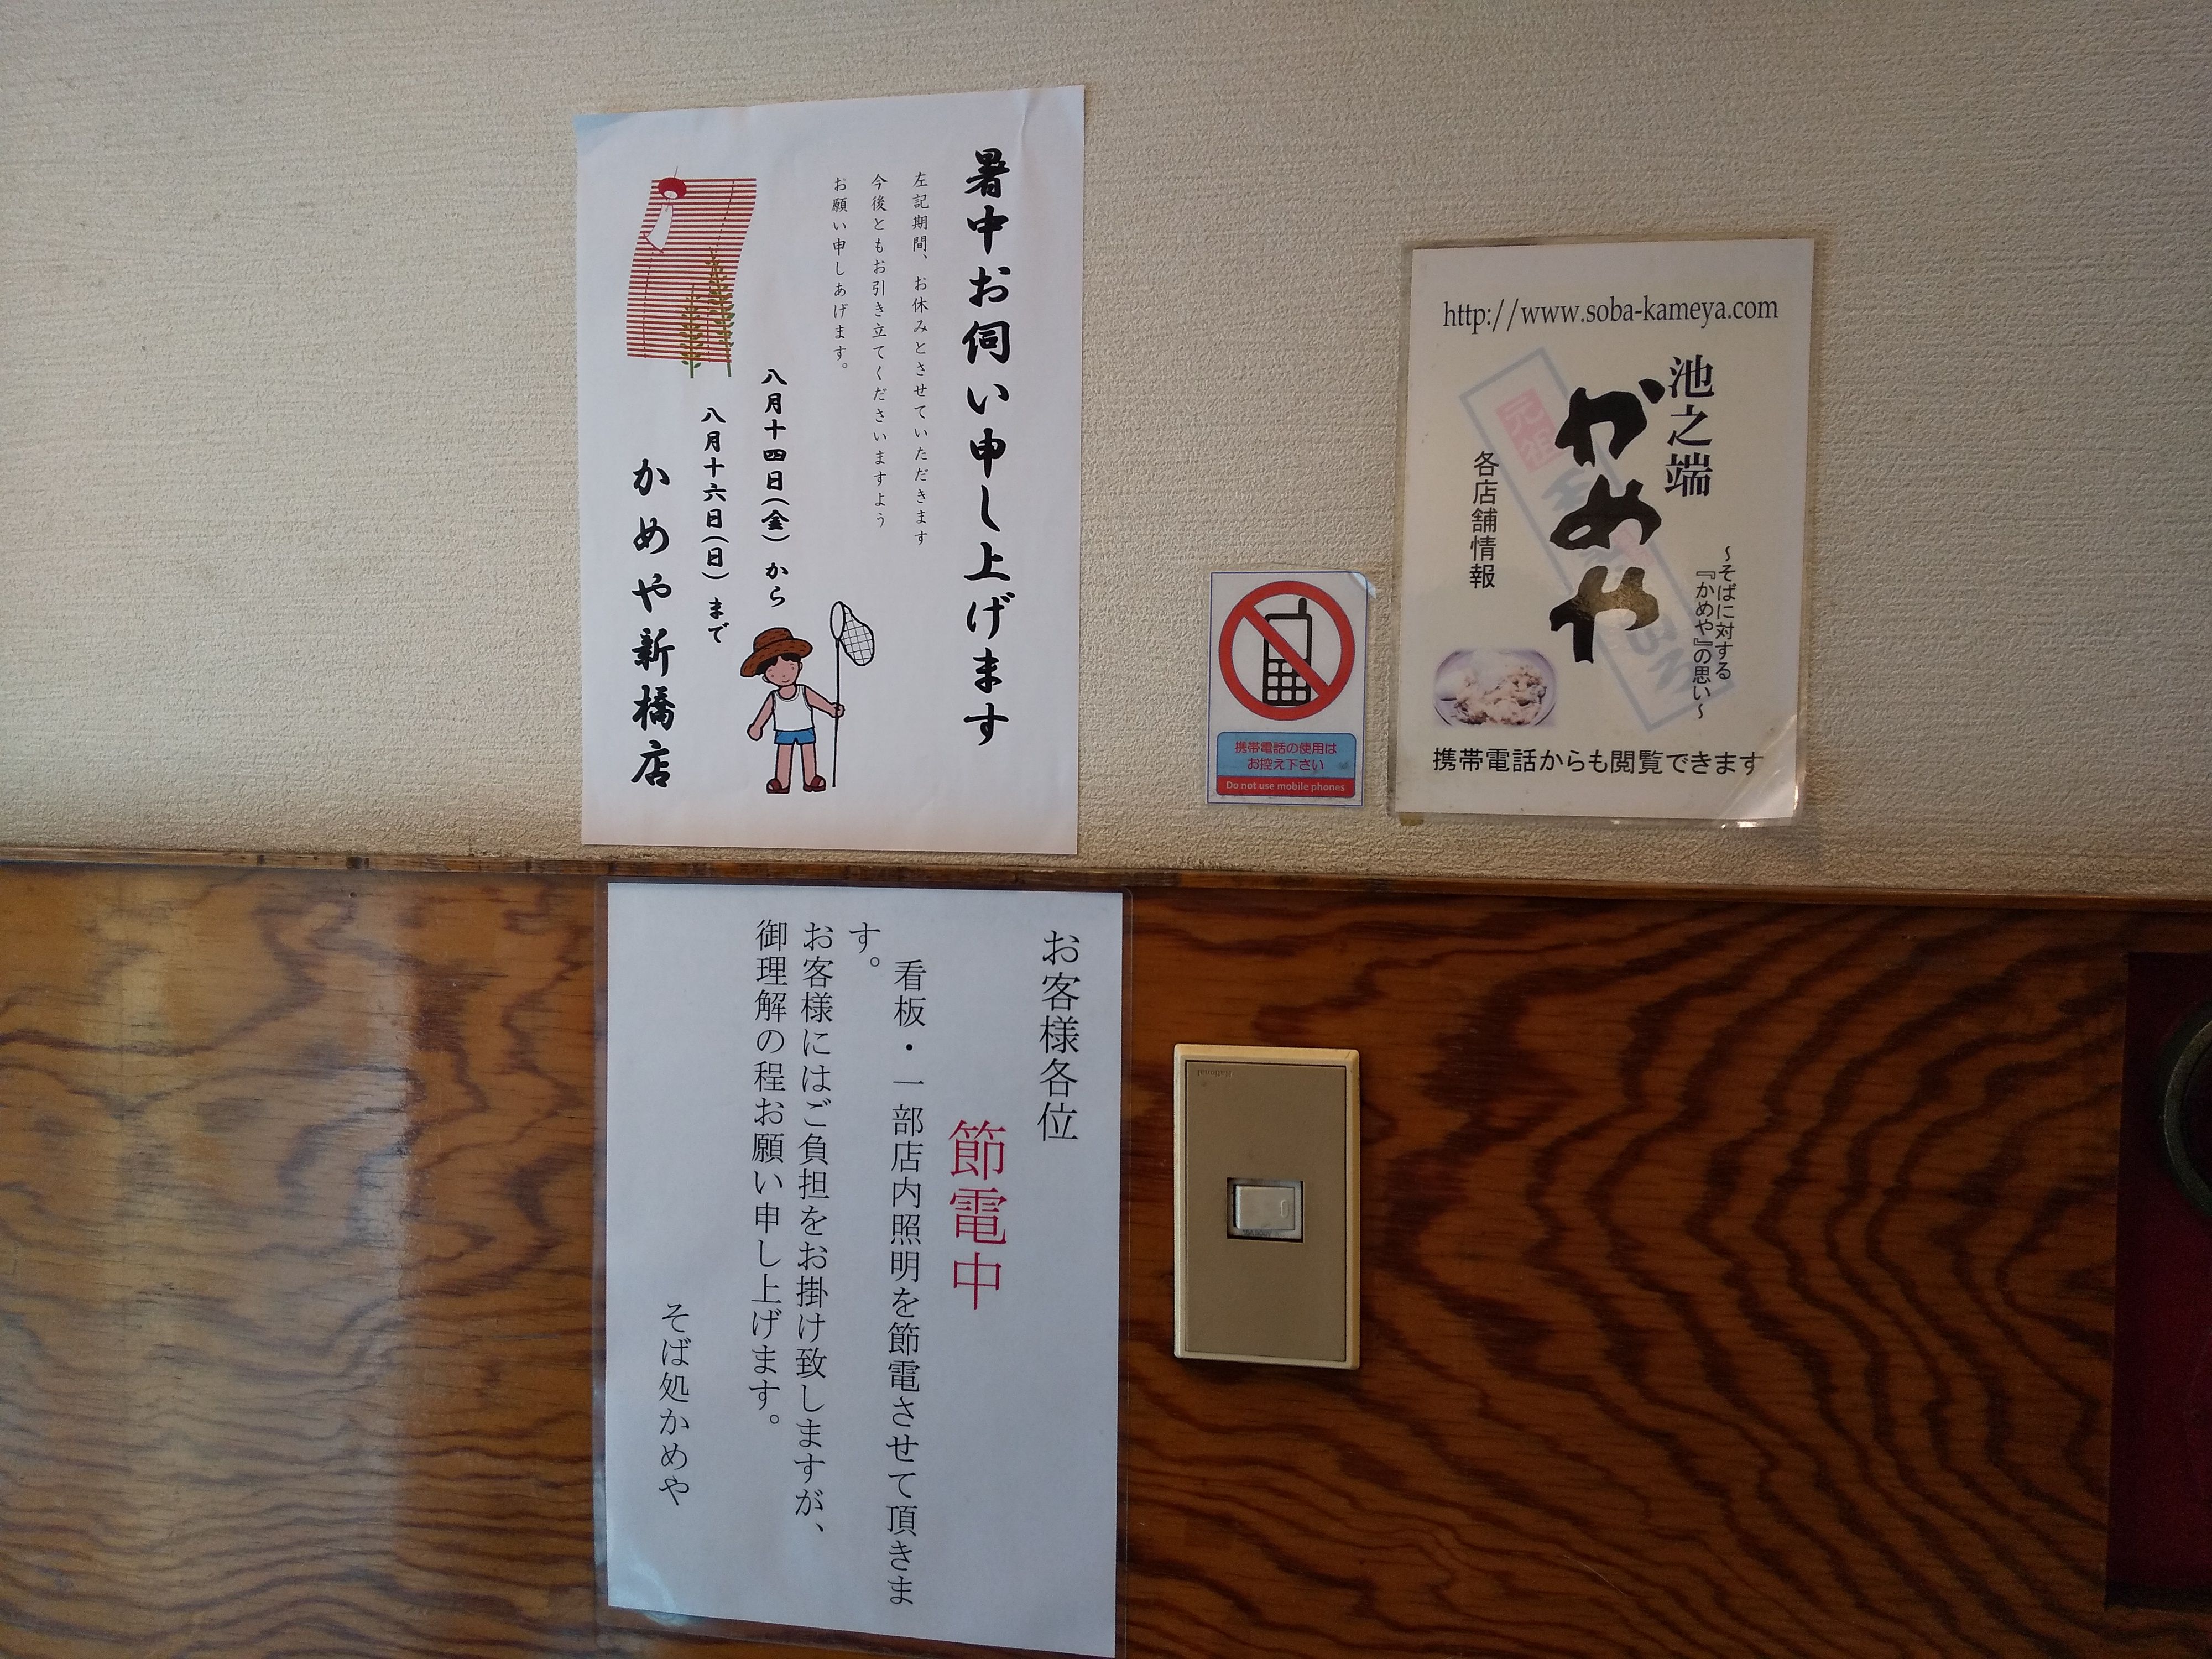 暑中お伺い申し上げます
左記期間、お休みとさせていただきます
今後ともお引き立てくださいますよう
お願い申しあげます。
八月十四日(金)から
八月十六日(日)まで
かめや新橋店
http://www.soba-kameya.com
池之端
かめや
~そばに対する
『かめや』の思い~
各店舗情報
携帯電話からも閲覧できます
携帯電話の使用は
お控え下さい
Do not use mobile phones
お客様各位
節電中
看板・一部店内照明を節電させて頂きま
す。
お客様にはご負担をお掛け致しますが、
御理解の程お願い申し上げます。
そば処かめや
National